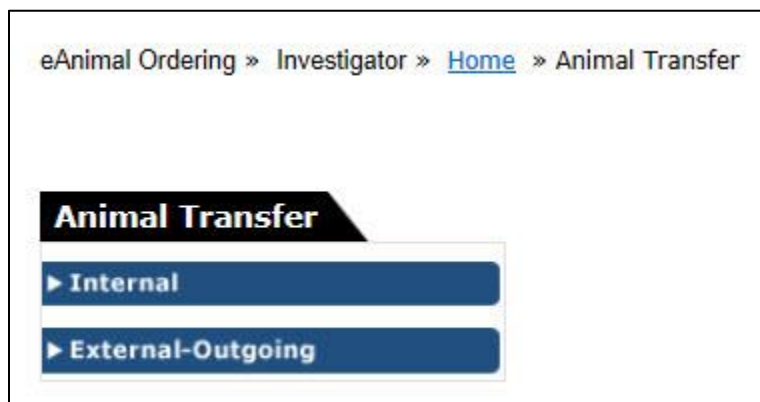 eAnimal Ordering » Investigator » Home » Animal Transfer
Animal Transfer
Internal
External-Outgoing